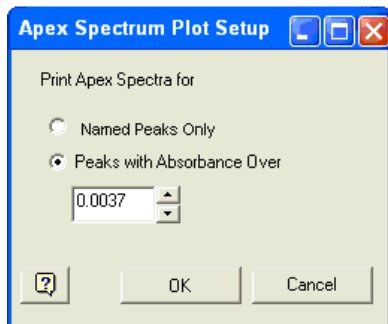 Apex Spectrum Plot Setup
Print Apex Spectra for
Named Peaks Only
Peaks with Absorbance Over
0.0037
OK Cancel